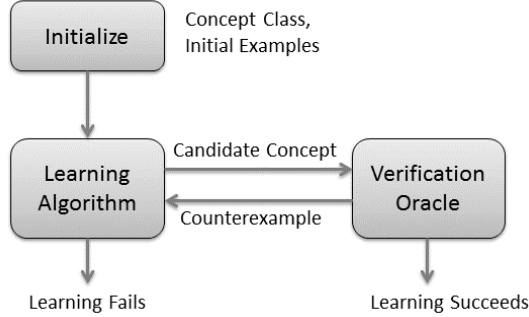 Initialize
Concept Class,
Initial Examples
Learning
Algorithm
Candidate Concept
Counterexample
Verification
Oracle
Learning Fails
Learning Succeeds